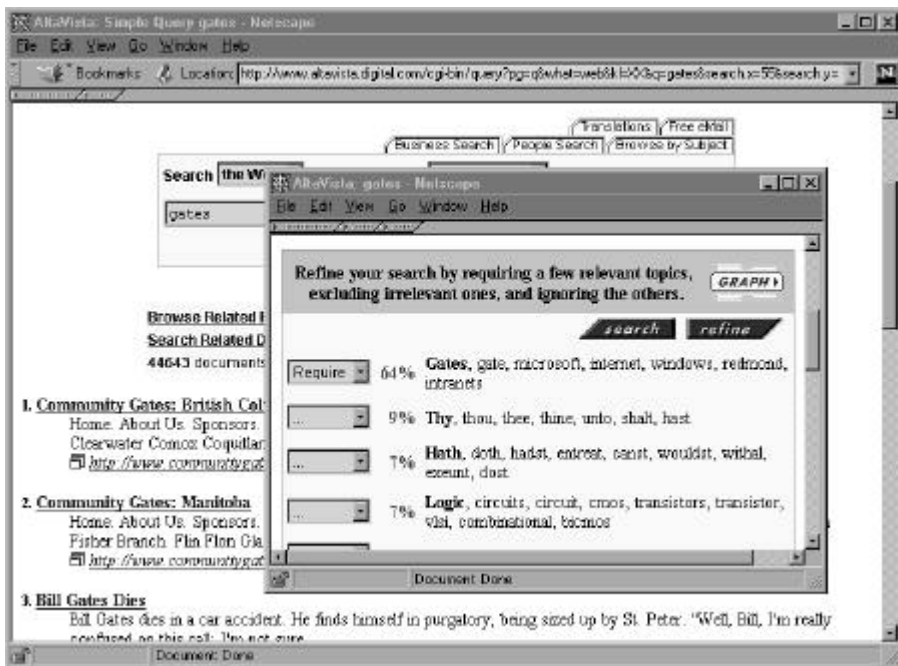 AltaVista: Simple Query gates - Netscape
File Edit View Go Window Help
Bookmarks Location: http://www.altavista.digital.com/cgi-bin/query?pg=q&what=web&kl=XX&q=gates&search.x=55&search.y=
Translations Free eMail
Business Search People Search Browse by Subject
Search the W
gates
Browse Related
Search Related D
44643 documents
1. Community Gates: British Col
Home. About Us. Sponsors.
Clearwater Comox Coquitlan
http://www.communitygat
2. Community Gates: Manitoba
Home. About Us. Sponsors.
Fisher Branch. Flin Flon Gla
http://www.communitygat
3. Bill Gates Dies
Bill Gates dies in a car accident. He finds himself in purgatory, being sized up by St. Peter. "Well, Bill, I'm really
confused on this call; I'm not sure
Document: Done
AltaVista: gates - Netscape
File Edit View Go Window Help
Refine your search by requiring a few relevant topics,
excluding irrelevant ones, and ignoring the others.
GRAPH
search refine
Require 64% Gates, gate, microsoft, internet, windows, redmond,
intranets
... 9% Thy, thou, thee, thine, unto, shalt, hast
... 7% Hath, doth, hadst, entreat, canst, wouldst, withal,
exeunt, dost
... 7% Logic, circuits, circuit, cmos, transistors, transistor,
vlsi, combinational, bicmos
Document: Done